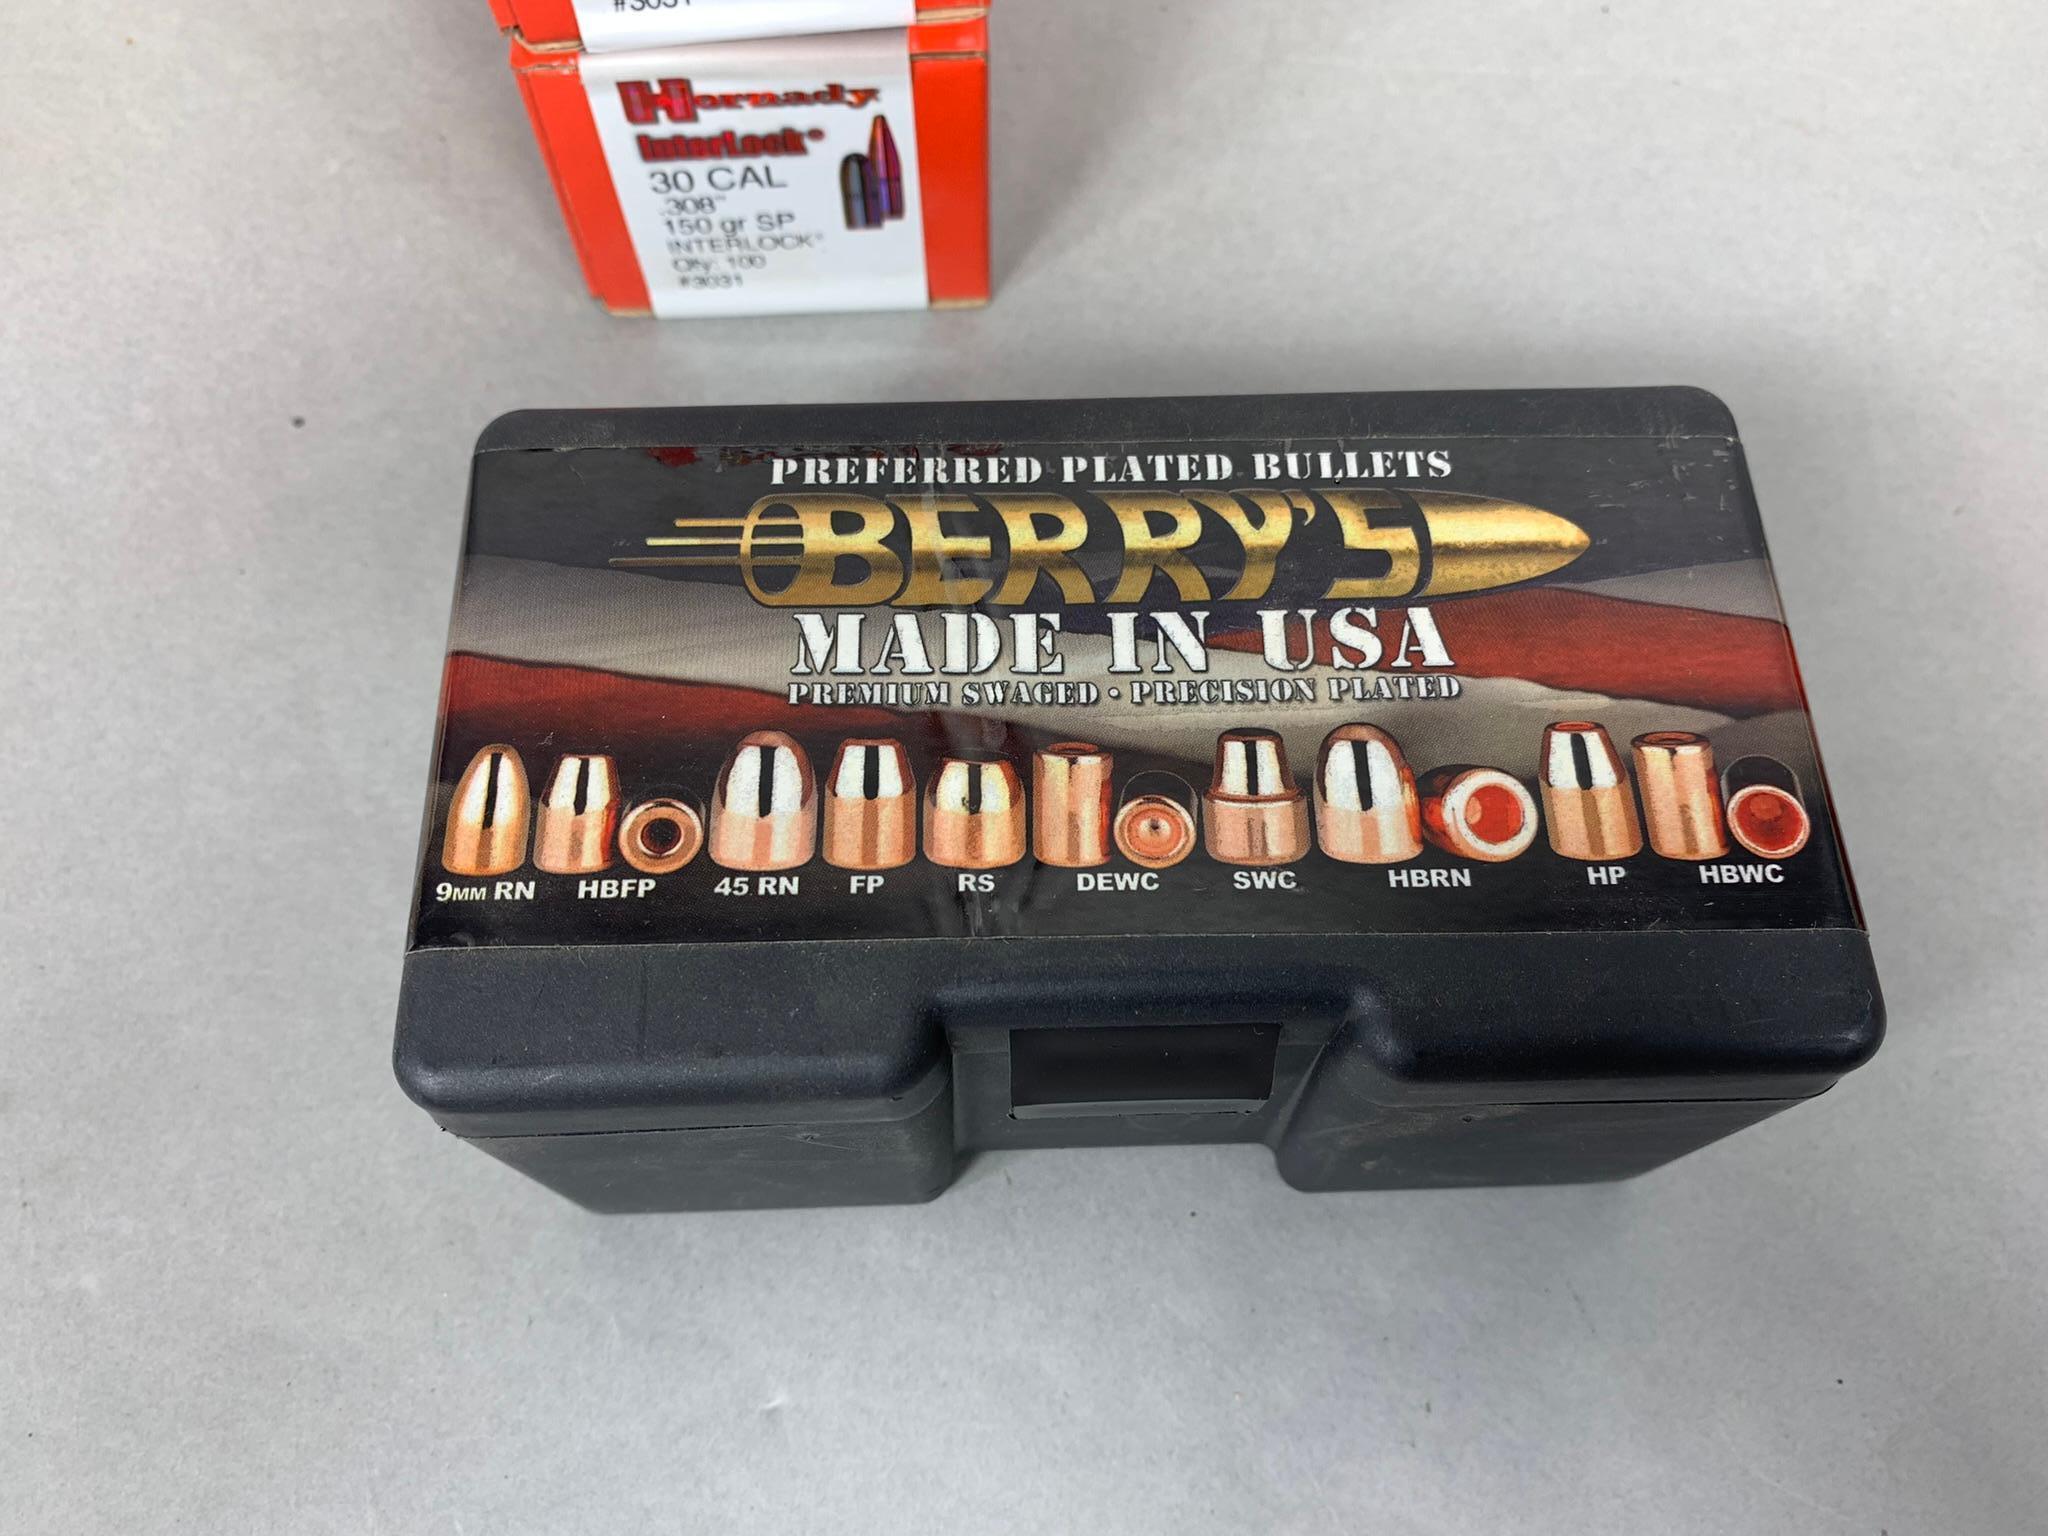 #3031
Hornady
InterLock®
30 CAL
.308"
150 gr SP
INTERLOCK®
Qty: 100
#3031
PREFERRED PLATED BULLETS
BERRY'S
MADE IN USA
PREMIUM SWAGED • PRECISION PLATED
9MM RN HBFP 45 RN FP RS DEWC SWC HBRN HP HBWC